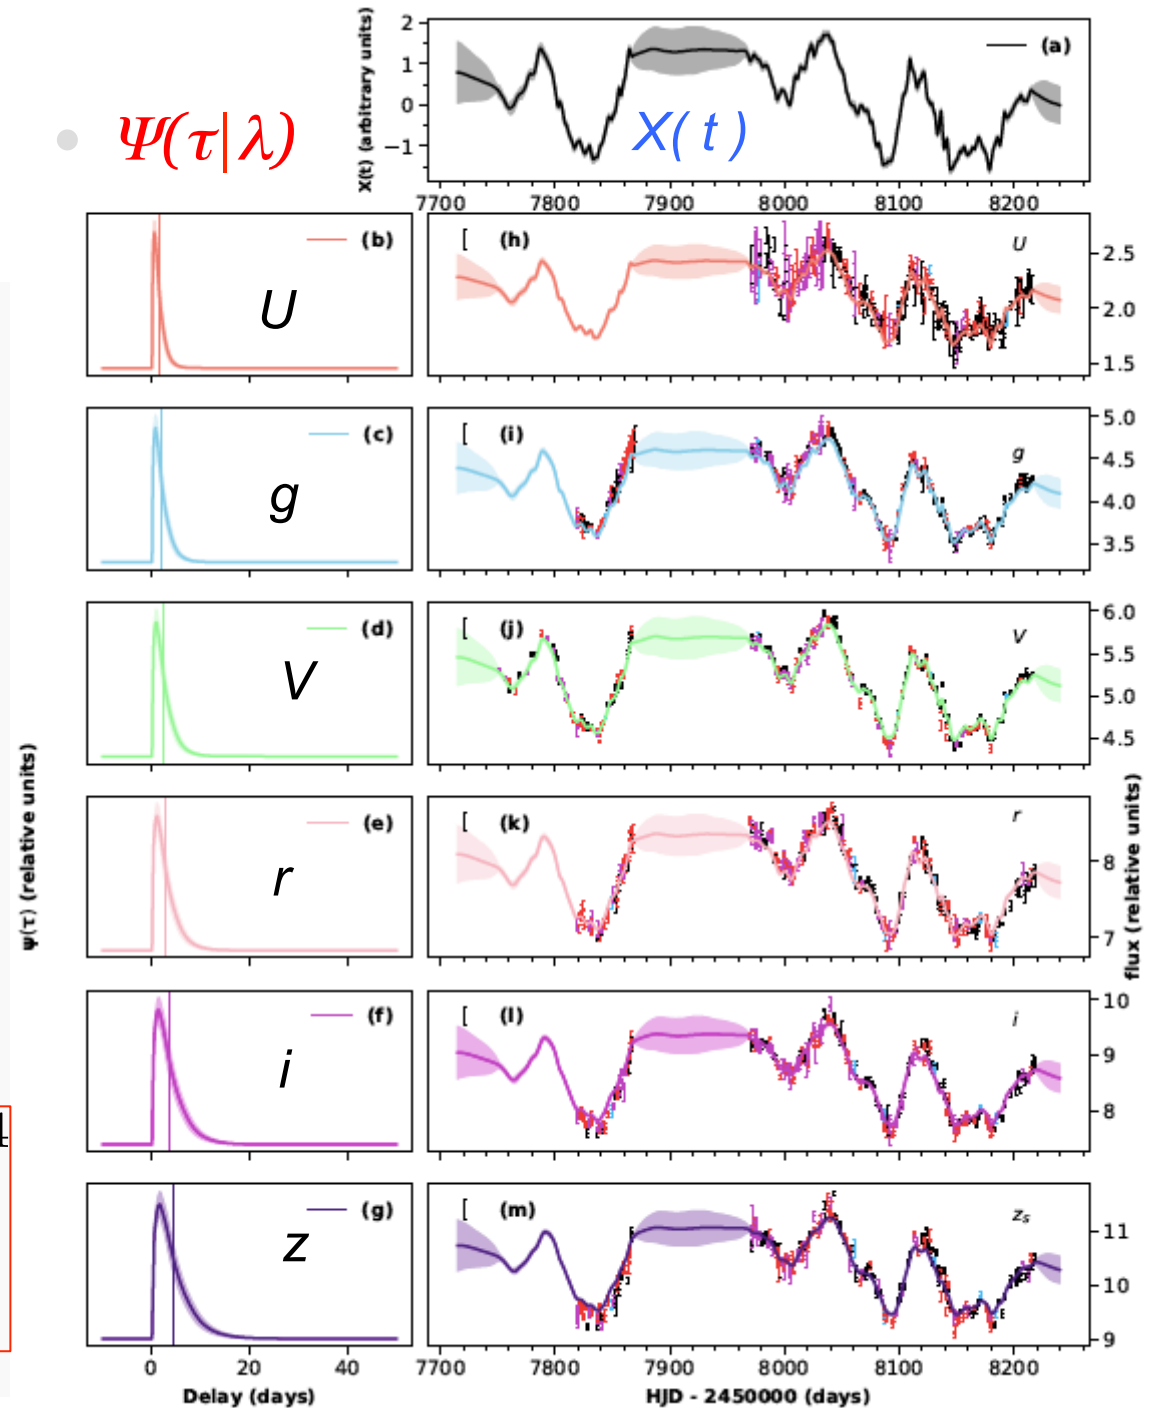 Ψ(τ|λ)
X(t) (arbitrary units)
2
1
0
−1
(a)
X( t )
7700 7800 7900 8000 8100 8200
ψ(τ) (relative units)
(b)
U
[ (h)
U
2.5
2.0
1.5
(c)
g
[ (i)
g
5.0
4.5
4.0
3.5
(d)
V
[ (j)
V
6.0
5.5
5.0
4.5
(e)
r
[ (k)
r
8
7
flux (relative units)
(f)
i
[ (l)
i
10
9
8
(g)
z
[ (m)
zs
11
10
9
0 20 40
Delay (days)
7700 7800 7900 8000 8100 8200
HJD - 2450000 (days)